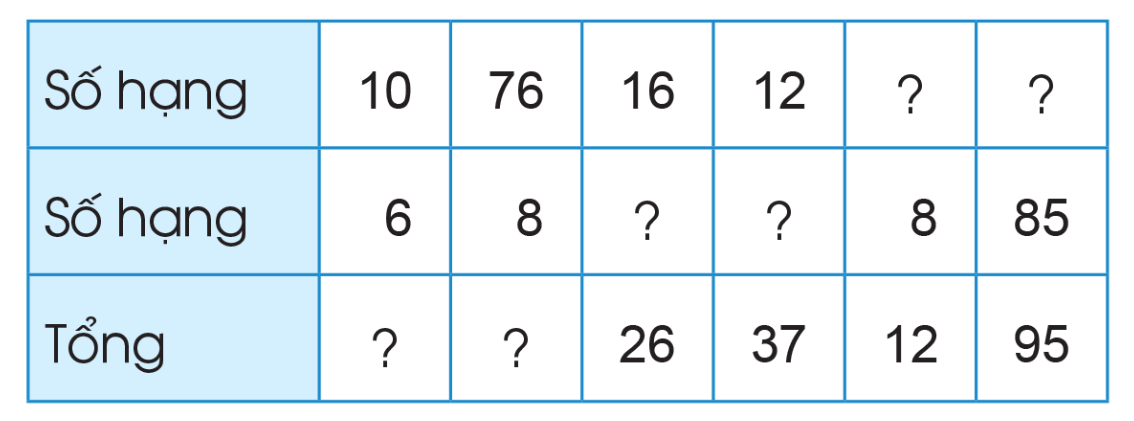 Số hạng 10 76 16 12 ? ?
Số hạng 6 8 ? ? 8 85
Tổng ? ? 26 37 12 95